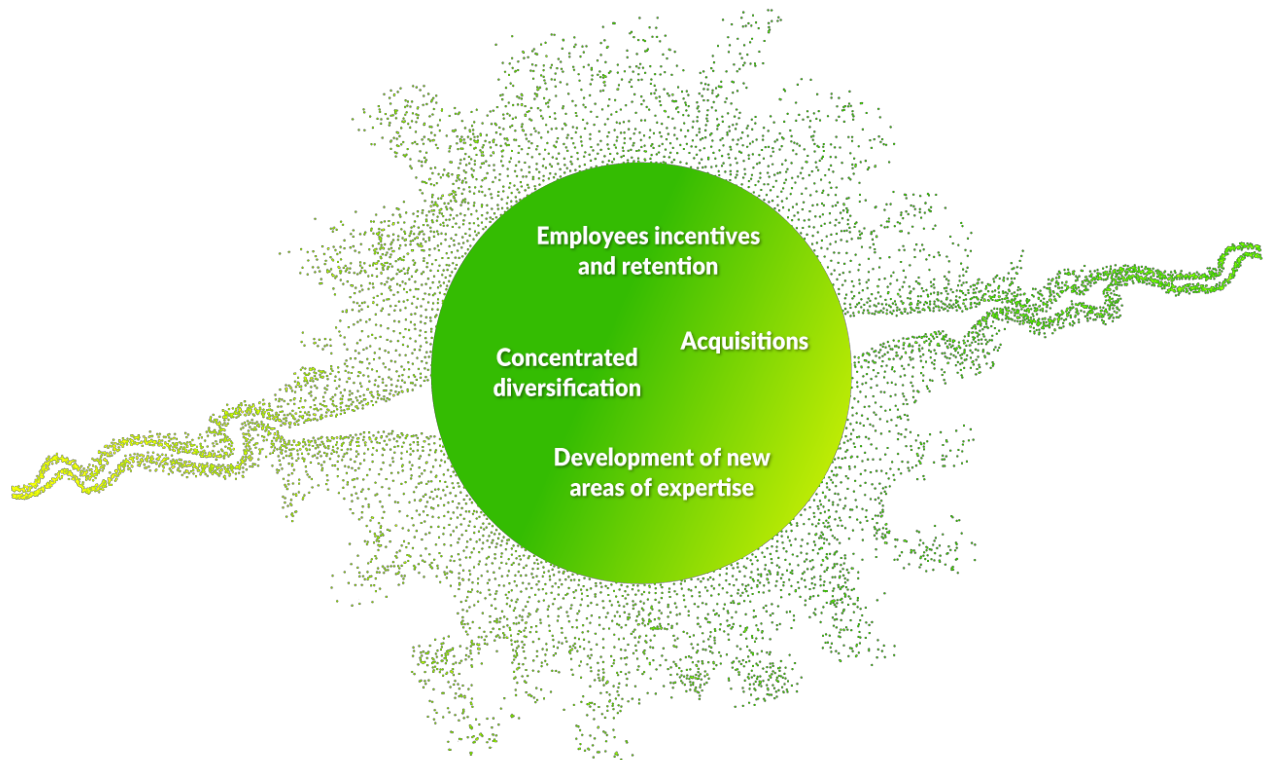 Employees incentives
and retention
Acquisitions
Concentrated
diversification
Development of new
areas of expertise